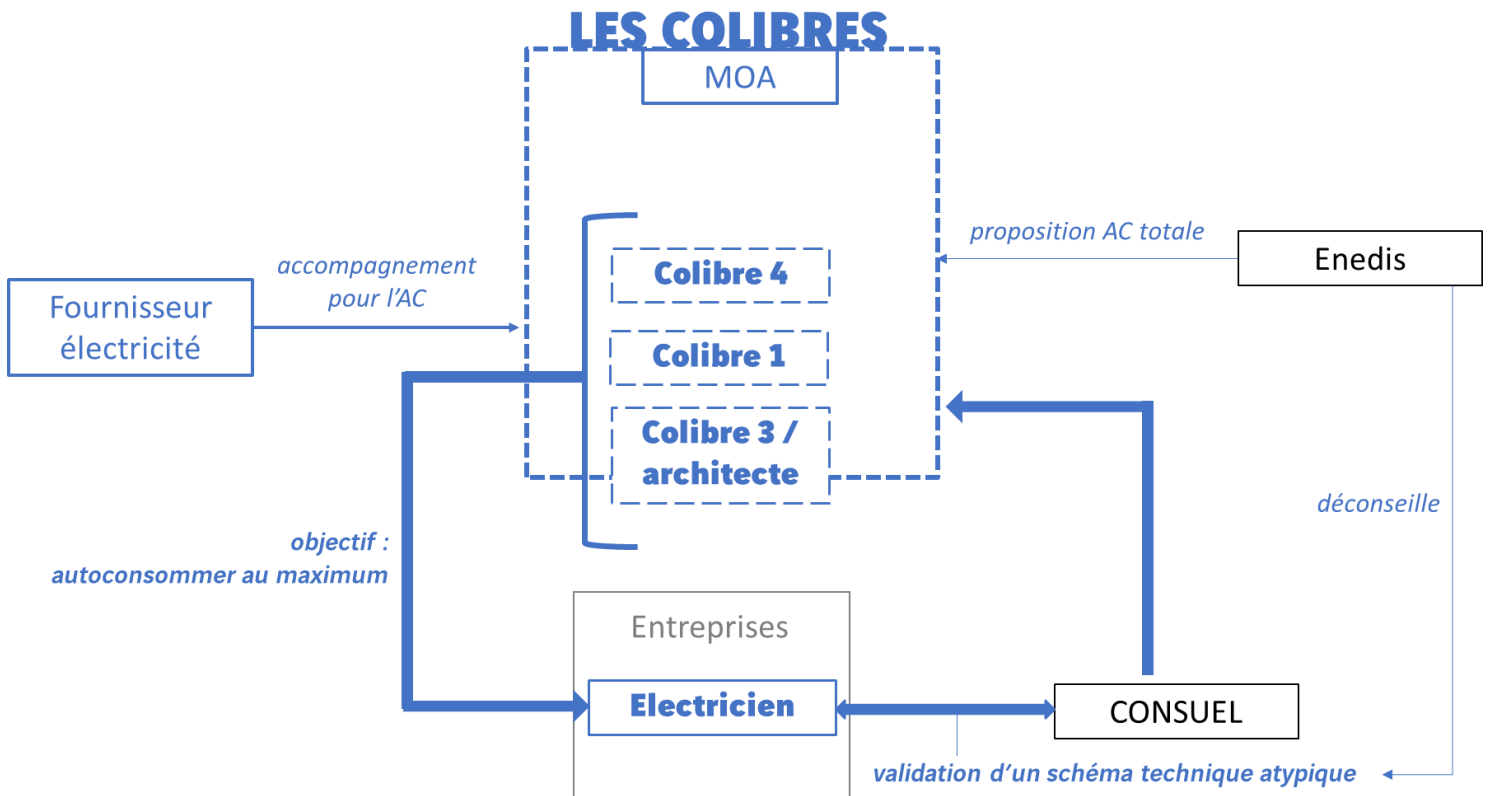 LES COLIBRES
MOA
proposition AC totale
Enedis
accompagnement
pour l'AC
Colibre 4
Fournisseur
électricité
Colibre 1
Colibre 3 /
architecte
déconseille
objectif :
autoconsommer au maximum
Entreprises
Electricien
CONSUEL
validation d'un schéma technique atypique